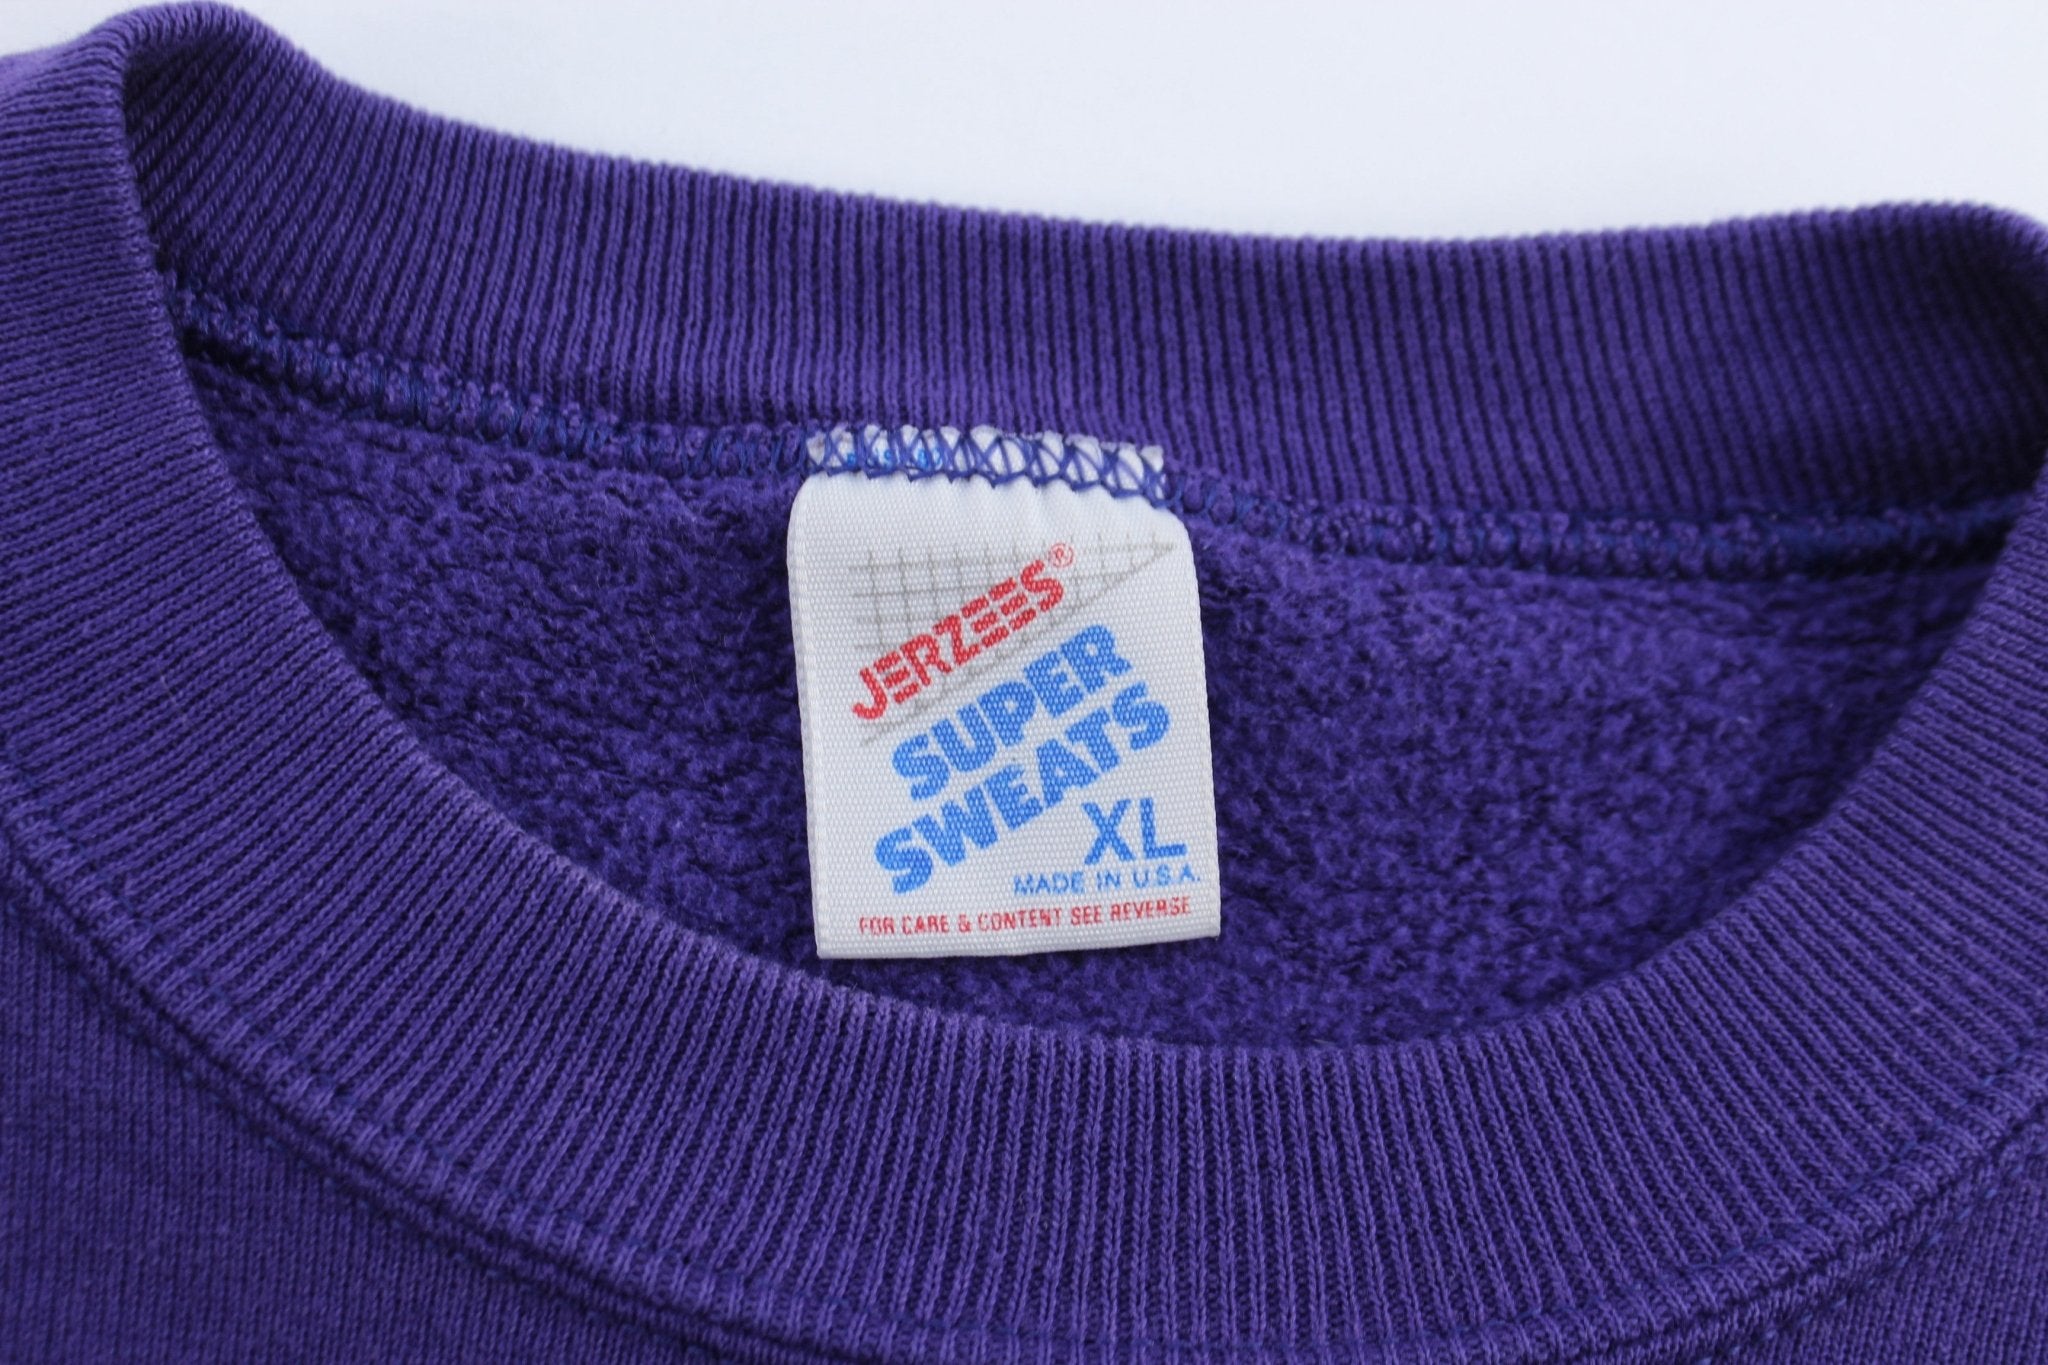 JERZEES®
SUPER
SWEATS
XL
MADE IN U.S.A.
FOR CARE & CONTENT SEE REVERSE